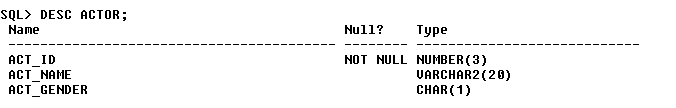 SQL> DESC ACTOR;
Name Null? Type
----------------------------------------- -------- ----------------------------
ACT_ID NOT NULL NUMBER(3)
ACT_NAME VARCHAR2(20)
ACT_GENDER CHAR(1)